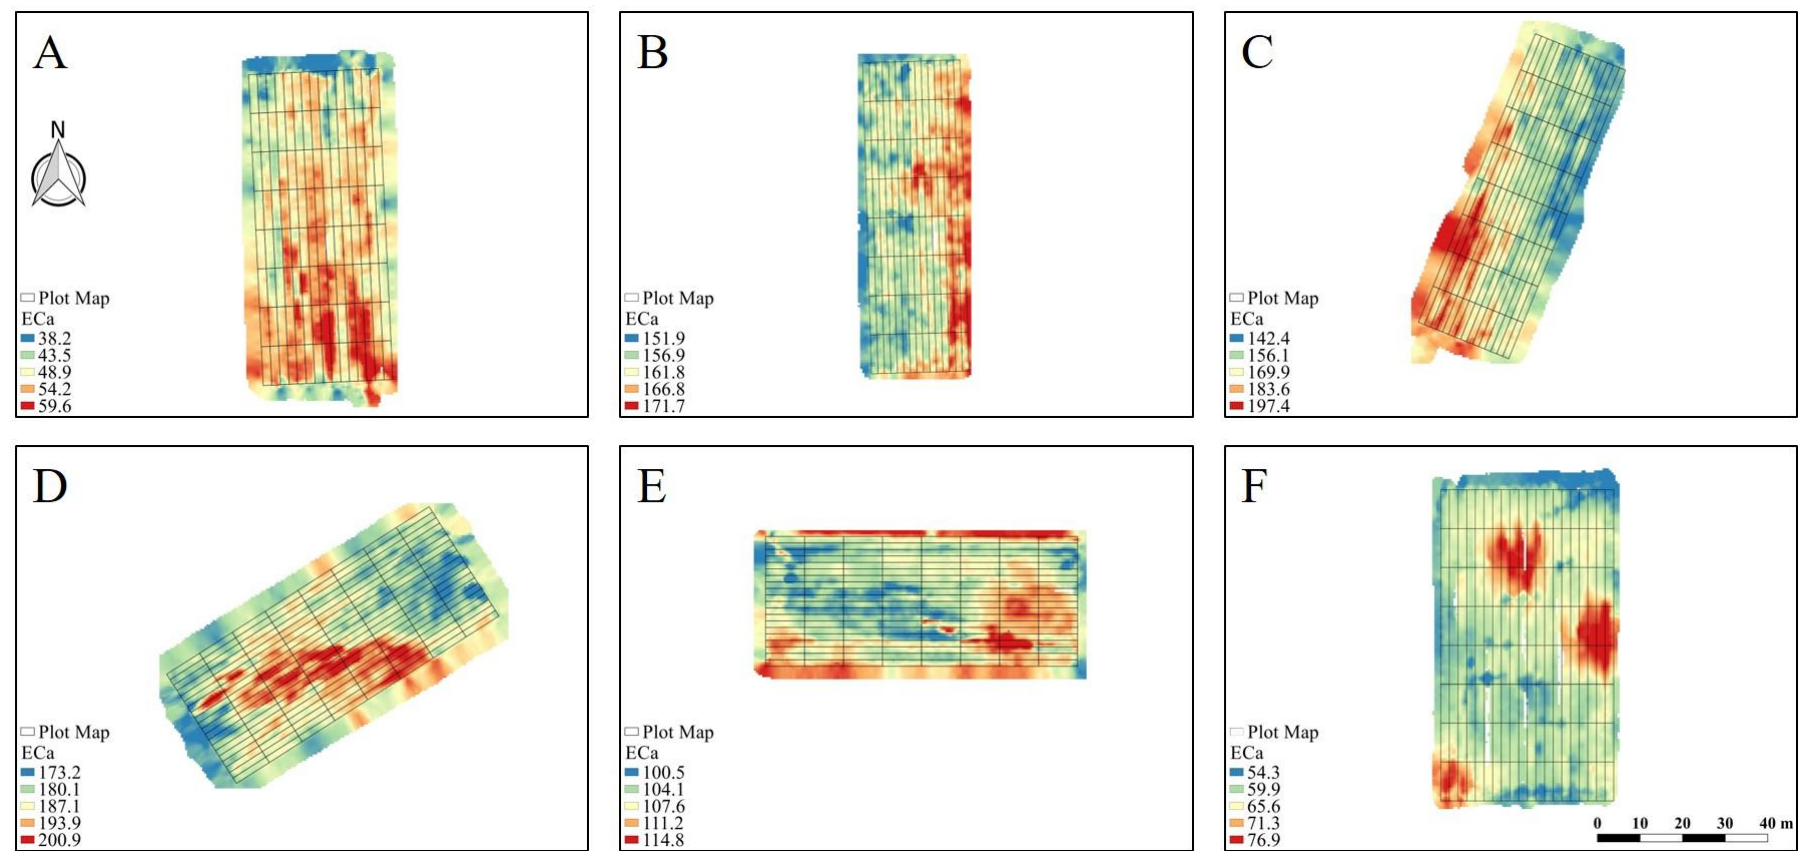 A
N
Plot Map
ECa
38.2
43.5
48.9
54.2
59.6
B
Plot Map
ECa
151.9
156.9
161.8
166.8
171.7
C
Plot Map
ECa
142.4
156.1
169.9
183.6
197.4
D
Plot Map
ECa
173.2
180.1
187.1
193.9
200.9
E
Plot Map
ECa
100.5
104.1
107.6
111.2
114.8
F
Plot Map
ECa
54.3
59.9
65.6
71.3
76.9
0 10 20 30 40 m